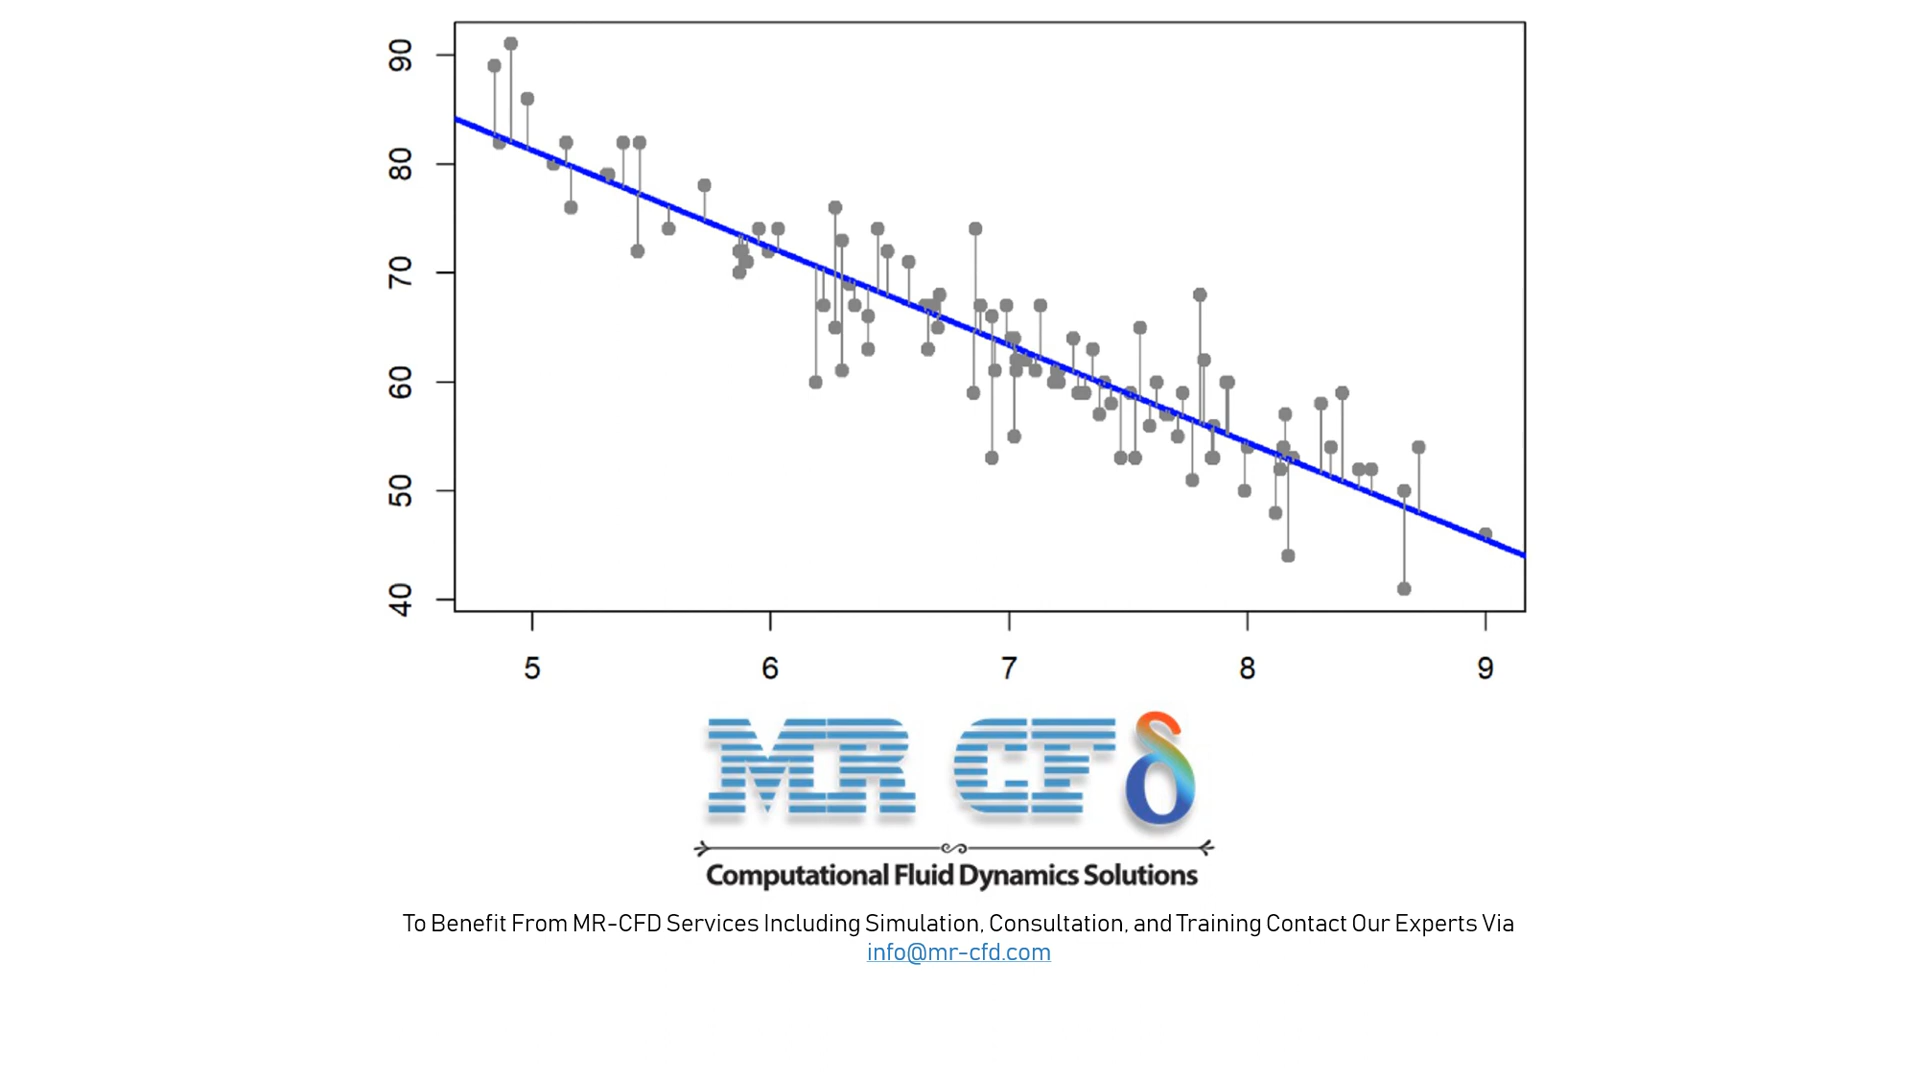 90
80
70
60
50
40
5 6 7 8 9
MR CFδ
Computational Fluid Dynamics Solutions
To Benefit From MR-CFD Services Including Simulation, Consultation, and Training Contact Our Experts Via
info@mr-cfd.com